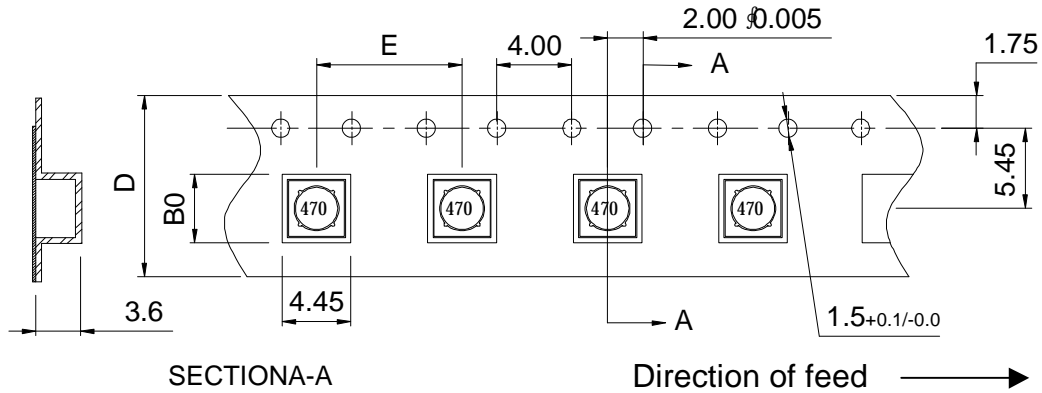 2.00 ∮0.005
E
4.00
A
1.75
D
B0
5.45
470 470 470 470
4.45
3.6
A
1.5+0.1/-0.0
SECTIONA-A
Direction of feed